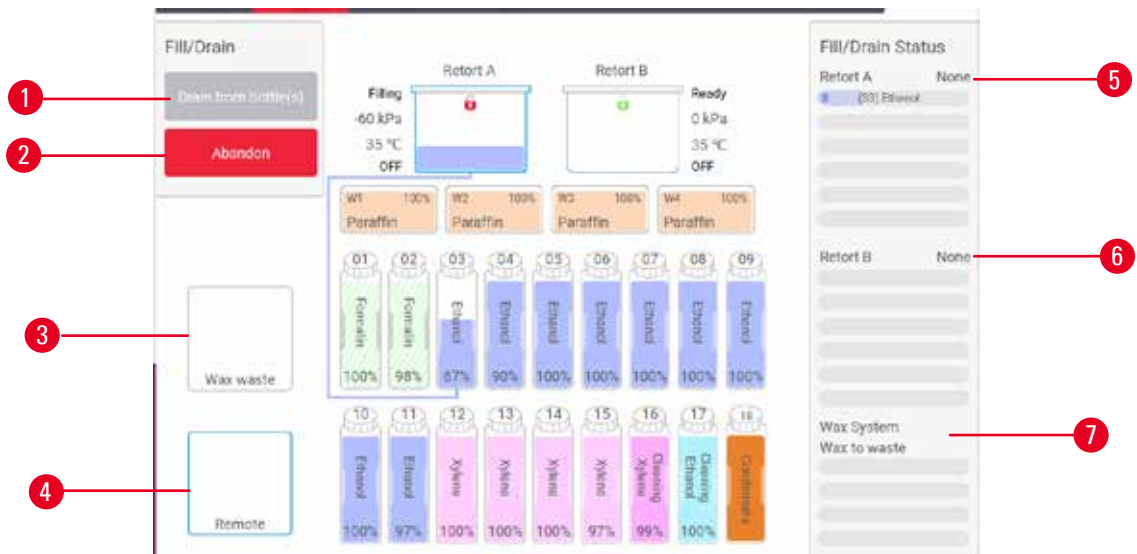 Fill/Drain
Drain from bottle(s)
Abandon
1
2
3
4
Wax waste
Remote
Retort A
Retort B
Filling
-60 kPa
35 °C
OFF
Ready
0 kPa
35 °C
OFF
W1 100%
Paraffin
W2 100%
Paraffin
W3 100%
Paraffin
W4 100%
Paraffin
01 02 03 04 05 06 07 08 09
Formalin Formalin Ethanol Ethanol Ethanol Ethanol Ethanol Ethanol Ethanol
100% 98% 67% 90% 100% 100% 100% 100% 100%
10 11 12 13 14 15 16 17 18
Ethanol Ethanol Xylene Xylene Xylene Xylene Cleaning Xylene Cleaning Ethanol Condensate
100% 97% 100% 100% 100% 97% 99% 100%
Fill/Drain Status
Retort A None
(S3) Ethanol
Retort B None
Wax System
Wax to waste
5
6
7